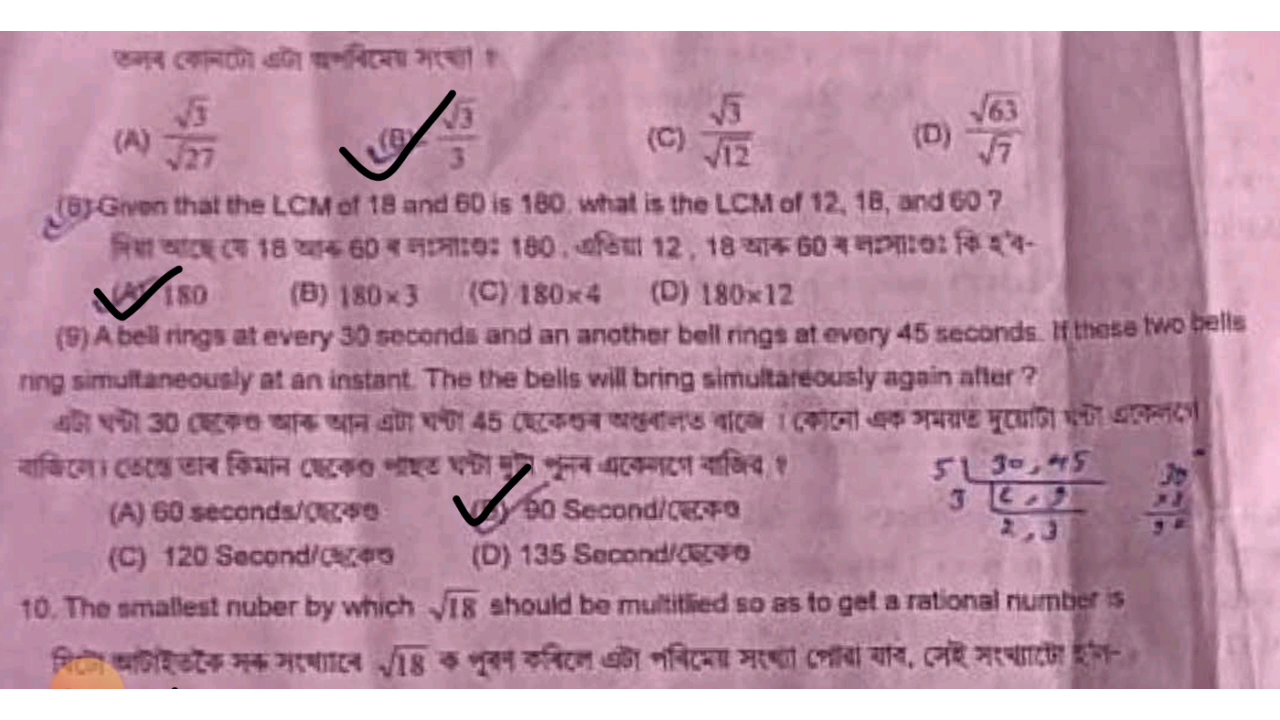 তলৰ কোনটো এটা অপৰিমেয় সংখ্যা ?
(A) √3/√27 (B) √3/3 (C) √3/√12 (D) √63/√7
(8) Given that the LCM of 18 and 60 is 180, what is the LCM of 12, 18, and 60 ?
দিয়া আছে যে 18 আৰু 60 ৰ লঃসাঃগুঃ 180 , এতিয়া 12 , 18 আৰু 60 ৰ লঃসাঃগুঃ কি হ'ব-
(A) 180 (B) 180×3 (C) 180×4 (D) 180×12
(9) A bell rings at every 30 seconds and an another bell rings at every 45 seconds. If these two bells
ring simultaneously at an instant. The the bells will bring simultareously again after ?
এটা ঘণ্টা 30 ছেকেণ্ড আৰু আন এটা ঘণ্টা 45 ছেকেণ্ডৰ অন্তৰালত বাজে । কোনো এক সময়ত দুয়োটা ঘণ্টা একেলগে
বাজিলে। তেন্তে তাৰ কিমান ছেকেণ্ড পাছত ঘণ্টা দুটা পুনৰ একেলগে বাজিব ?
5 30, 45
3 6, 9
2, 3
30
×3
90
(A) 60 seconds/ছেকেণ্ড (B) 90 Second/ছেকেণ্ড
(C) 120 Second/ছেকেণ্ড (D) 135 Second/ছেকেণ্ড
10. The smallest nuber by which √18 should be multitlied so as to get a rational number is
যিটো আটাইতকৈ সৰু সংখ্যাৰে √18 ক পূৰণ কৰিলে এটা পৰিমেয় সংখ্যা পোৱা যাব, সেই সংখ্যাটো হ'ল-